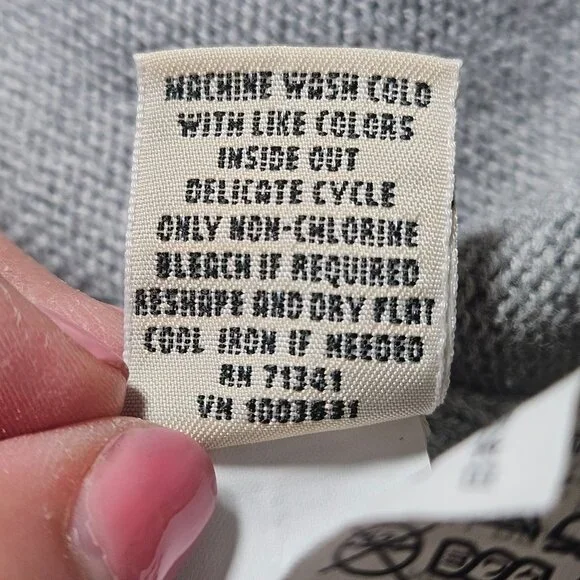 MACHINE WASH COLD
WITH LIKE COLORS
INSIDE OUT
DELICATE CYCLE
ONLY NON-CHLORINE
BLEACH IF REQUIRED
RESHAPE AND DRY FLAT
COOL IRON IF NEEDED
RN 71341
VN 1003631